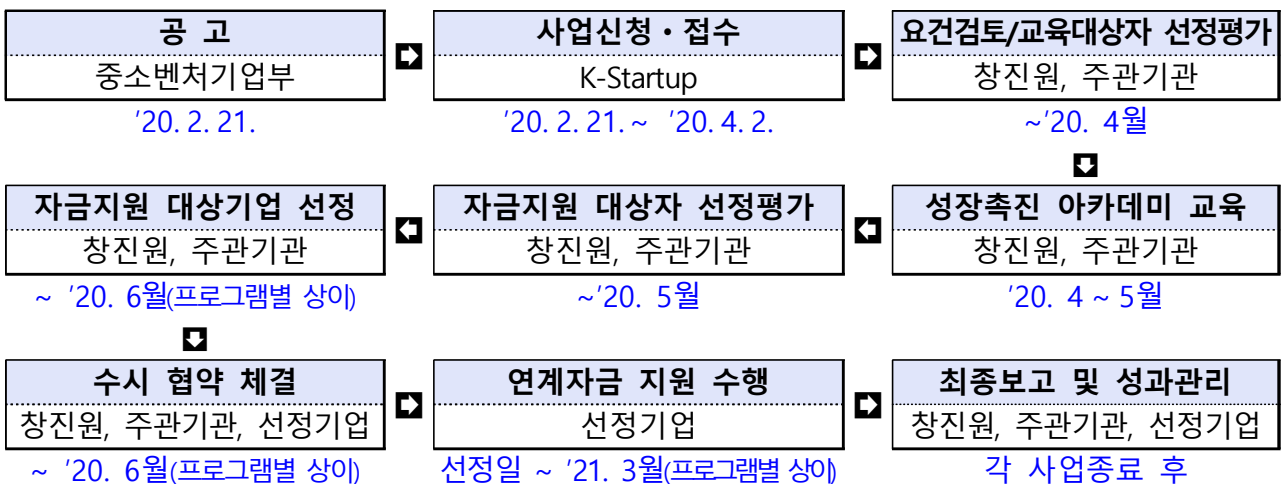 공 고
중소벤처기업부
'20. 2. 21.
사업신청・접수
K-Startup
'20. 2. 21. ~ '20. 4. 2.
요건검토/교육대상자 선정평가
창진원, 주관기관
~'20. 4월
성장촉진 아카데미 교육
창진원, 주관기관
'20. 4 ~ 5월
자금지원 대상자 선정평가
창진원, 주관기관
~'20. 5월
자금지원 대상기업 선정
창진원, 주관기관
~ '20. 6월(프로그램별 상이)
수시 협약 체결
창진원, 주관기관, 선정기업
~ '20. 6월(프로그램별 상이)
연계자금 지원 수행
선정기업
선정일 ~ '21. 3월(프로그램별 상이)
최종보고 및 성과관리
창진원, 주관기관, 선정기업
각 사업종료 후